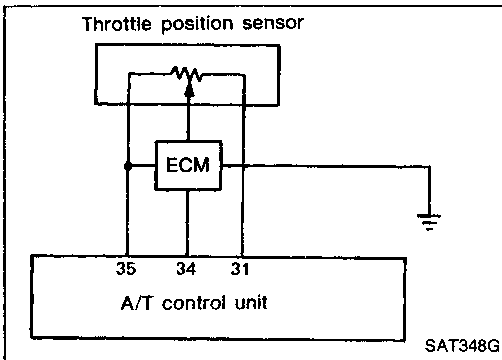 Throttle position sensor
ECM
35 34 31
A/T control unit
SAT348G